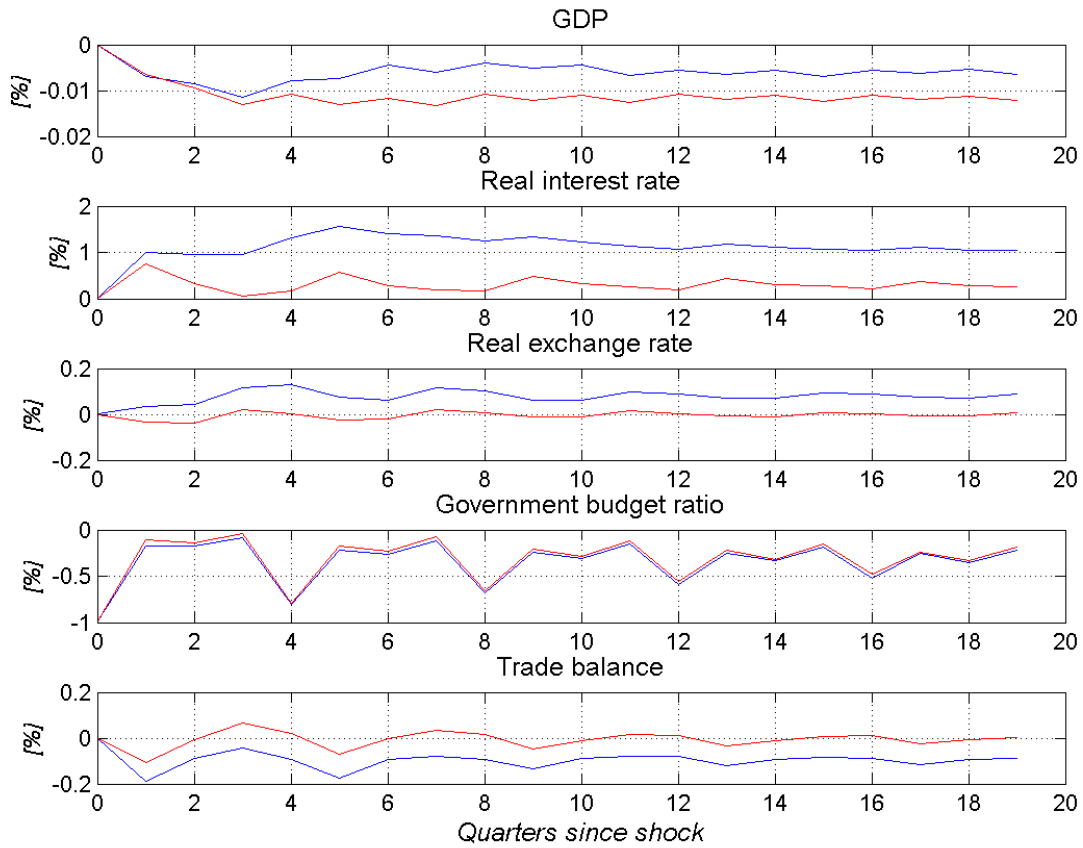 GDP
0
-0.01
-0.02
[%]
0 2 4 6 8 10 12 14 16 18 20
Real interest rate
2
1
0
[%]
0 2 4 6 8 10 12 14 16 18 20
Real exchange rate
0.2
0
-0.2
[%]
0 2 4 6 8 10 12 14 16 18 20
Government budget ratio
0
-0.5
-1
[%]
0 2 4 6 8 10 12 14 16 18 20
Trade balance
0.2
0
-0.2
[%]
0 2 4 6 8 10 12 14 16 18 20
Quarters since shock